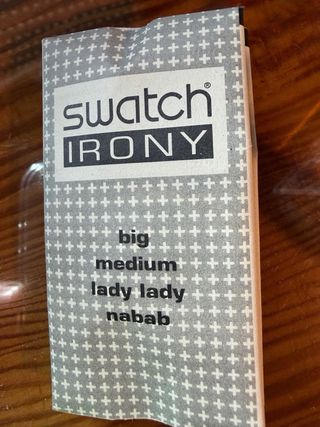 swatch®
IRONY
big
medium
lady lady
nabab